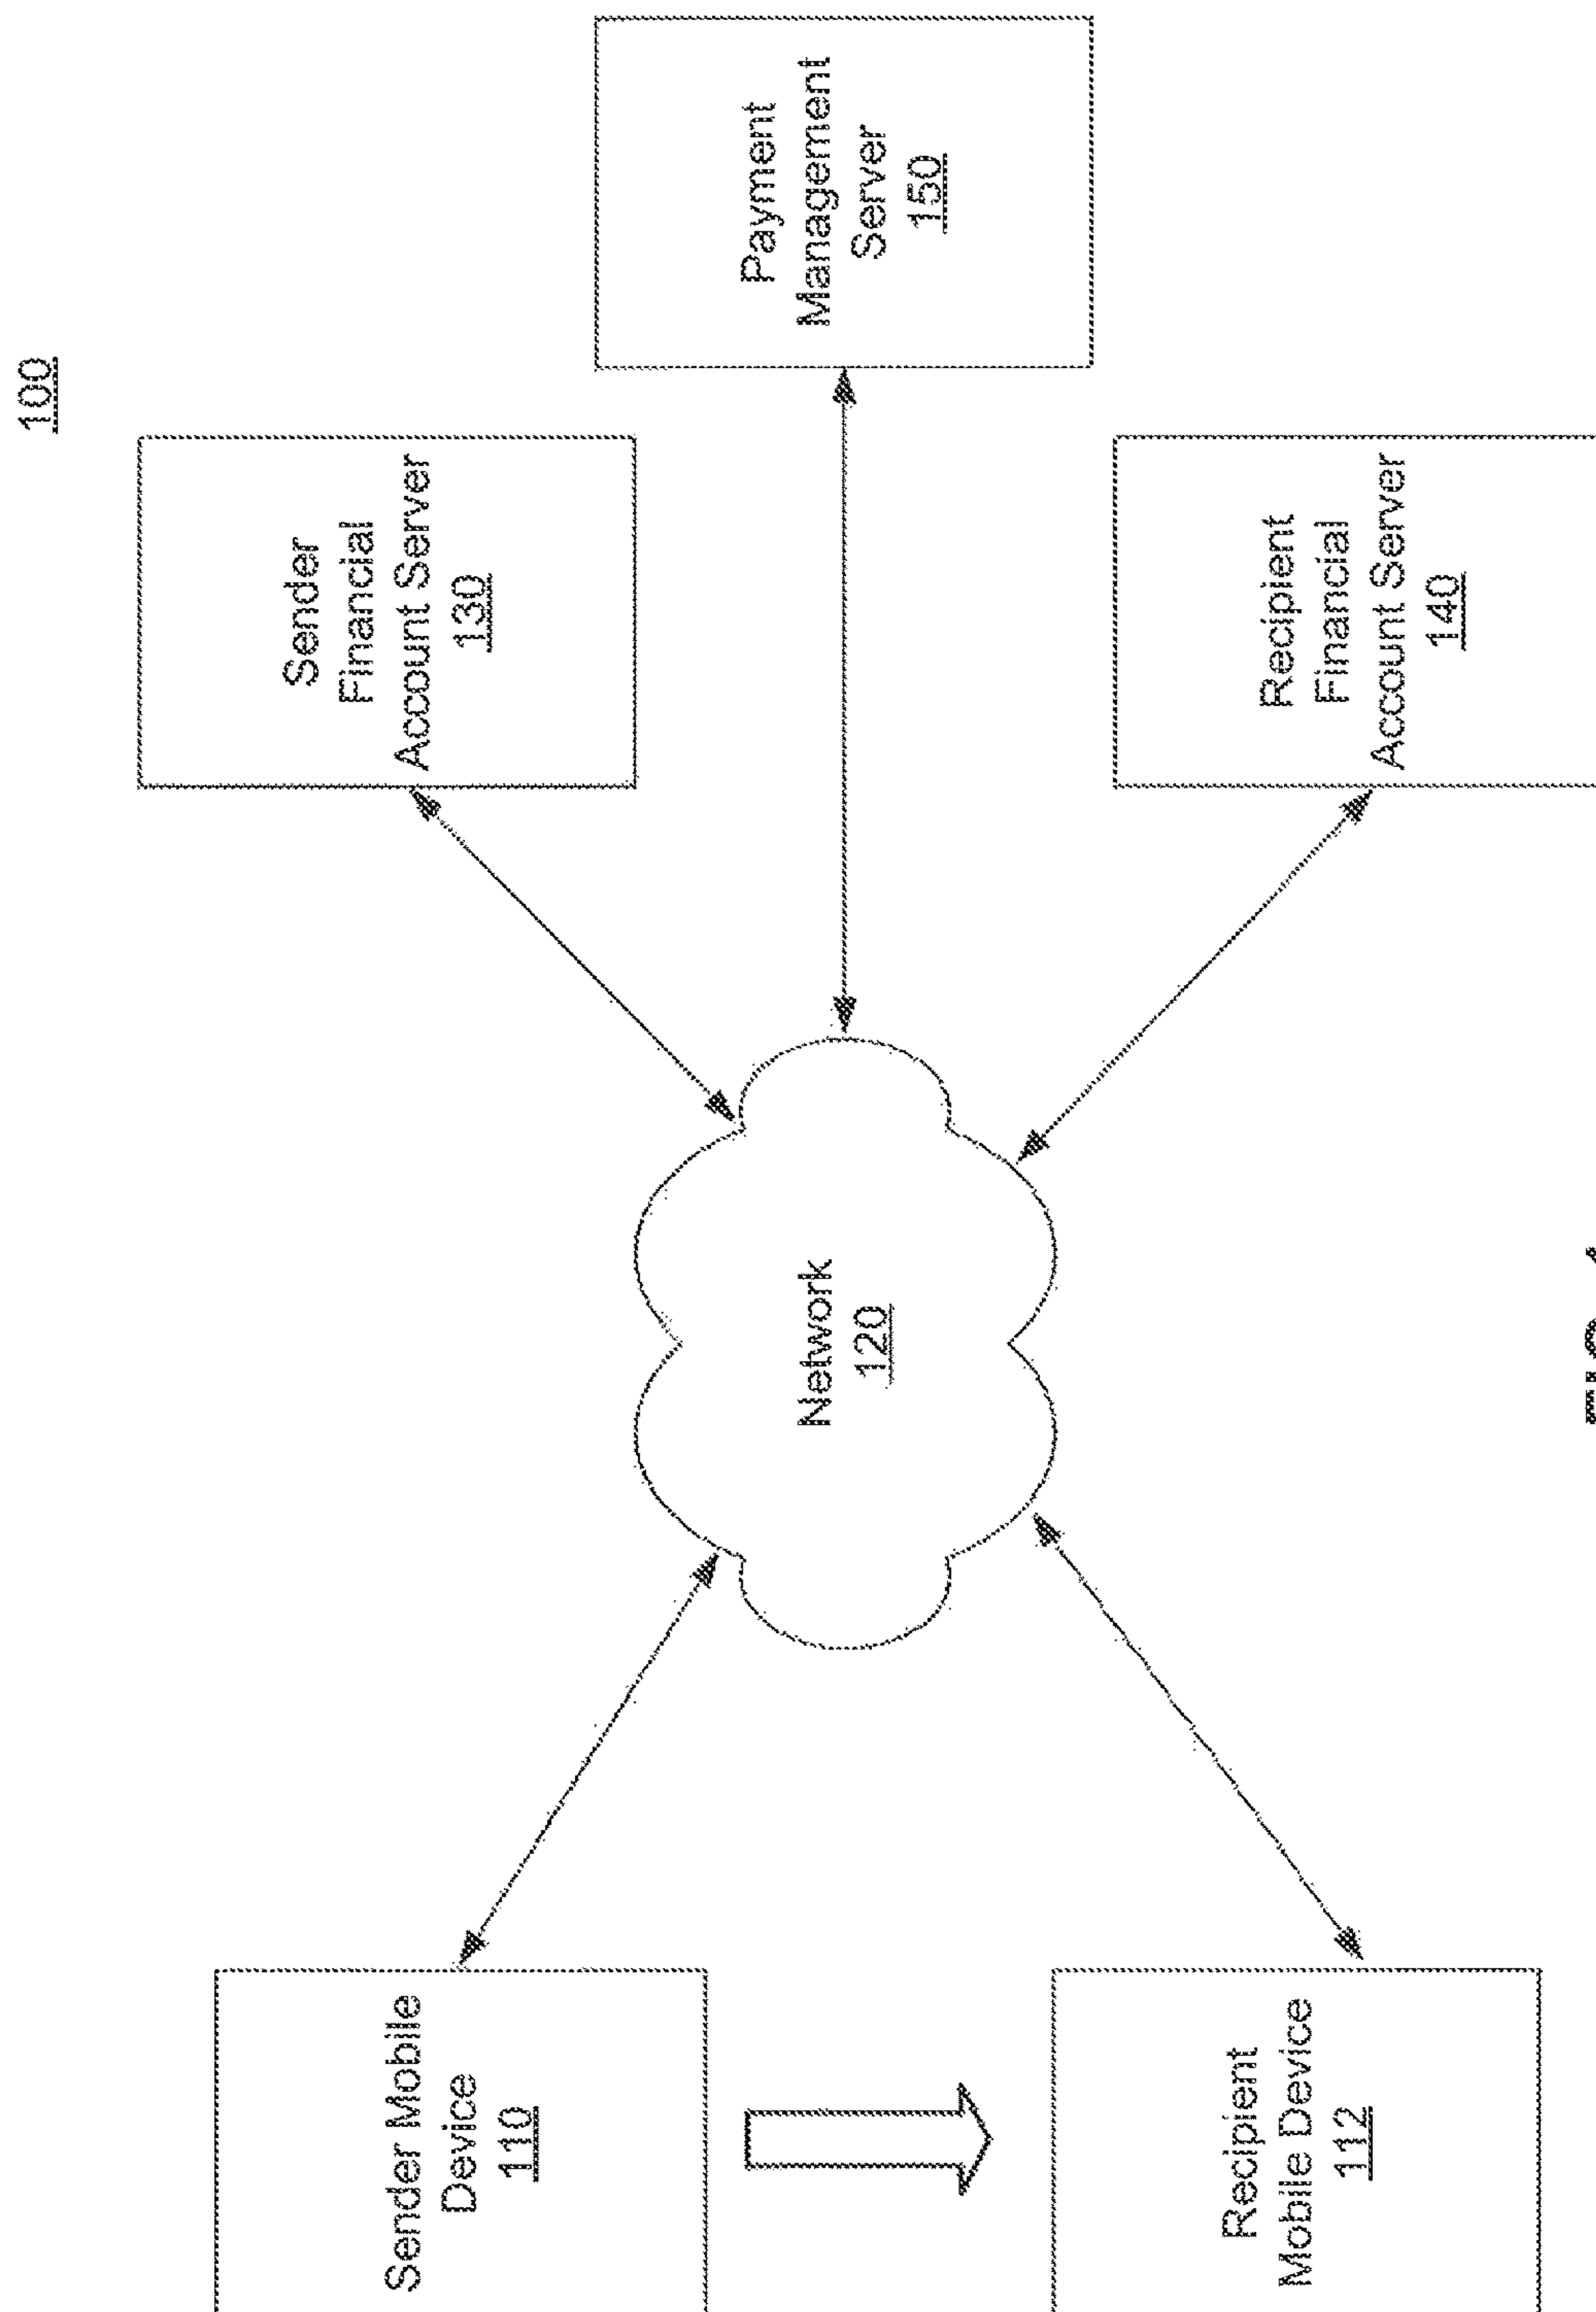 100
Sender Mobile
Device
110
Recipient
Mobile Device
112
Network
120
Sender
Financial
Account Server
130
Recipient
Financial
Account Server
140
Payment
Management
Server
150